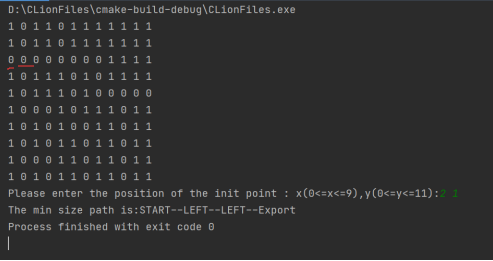 D:\CLionFiles\cmake-build-debug\CLionFiles.exe
1 0 1 1 0 1 1 1 1 1 1 1
1 0 1 1 0 1 1 1 1 1 1 1
0 0 0 0 0 0 0 0 1 1 1 1
1 0 1 1 1 0 1 0 1 1 1 1
1 0 1 1 1 0 1 0 0 0 0 0
1 0 0 0 1 0 1 1 1 0 1 1
1 0 1 0 1 0 0 1 1 0 1 1
1 0 1 0 1 1 0 1 1 0 1 1
1 0 0 0 1 1 0 1 1 0 1 1
1 0 1 0 1 1 0 1 1 0 1 1
Please enter the position of the init point : x(0<=x<=9),y(0<=y<=11):2 1
The min size path is:START--LEFT--LEFT--Export
Process finished with exit code 0